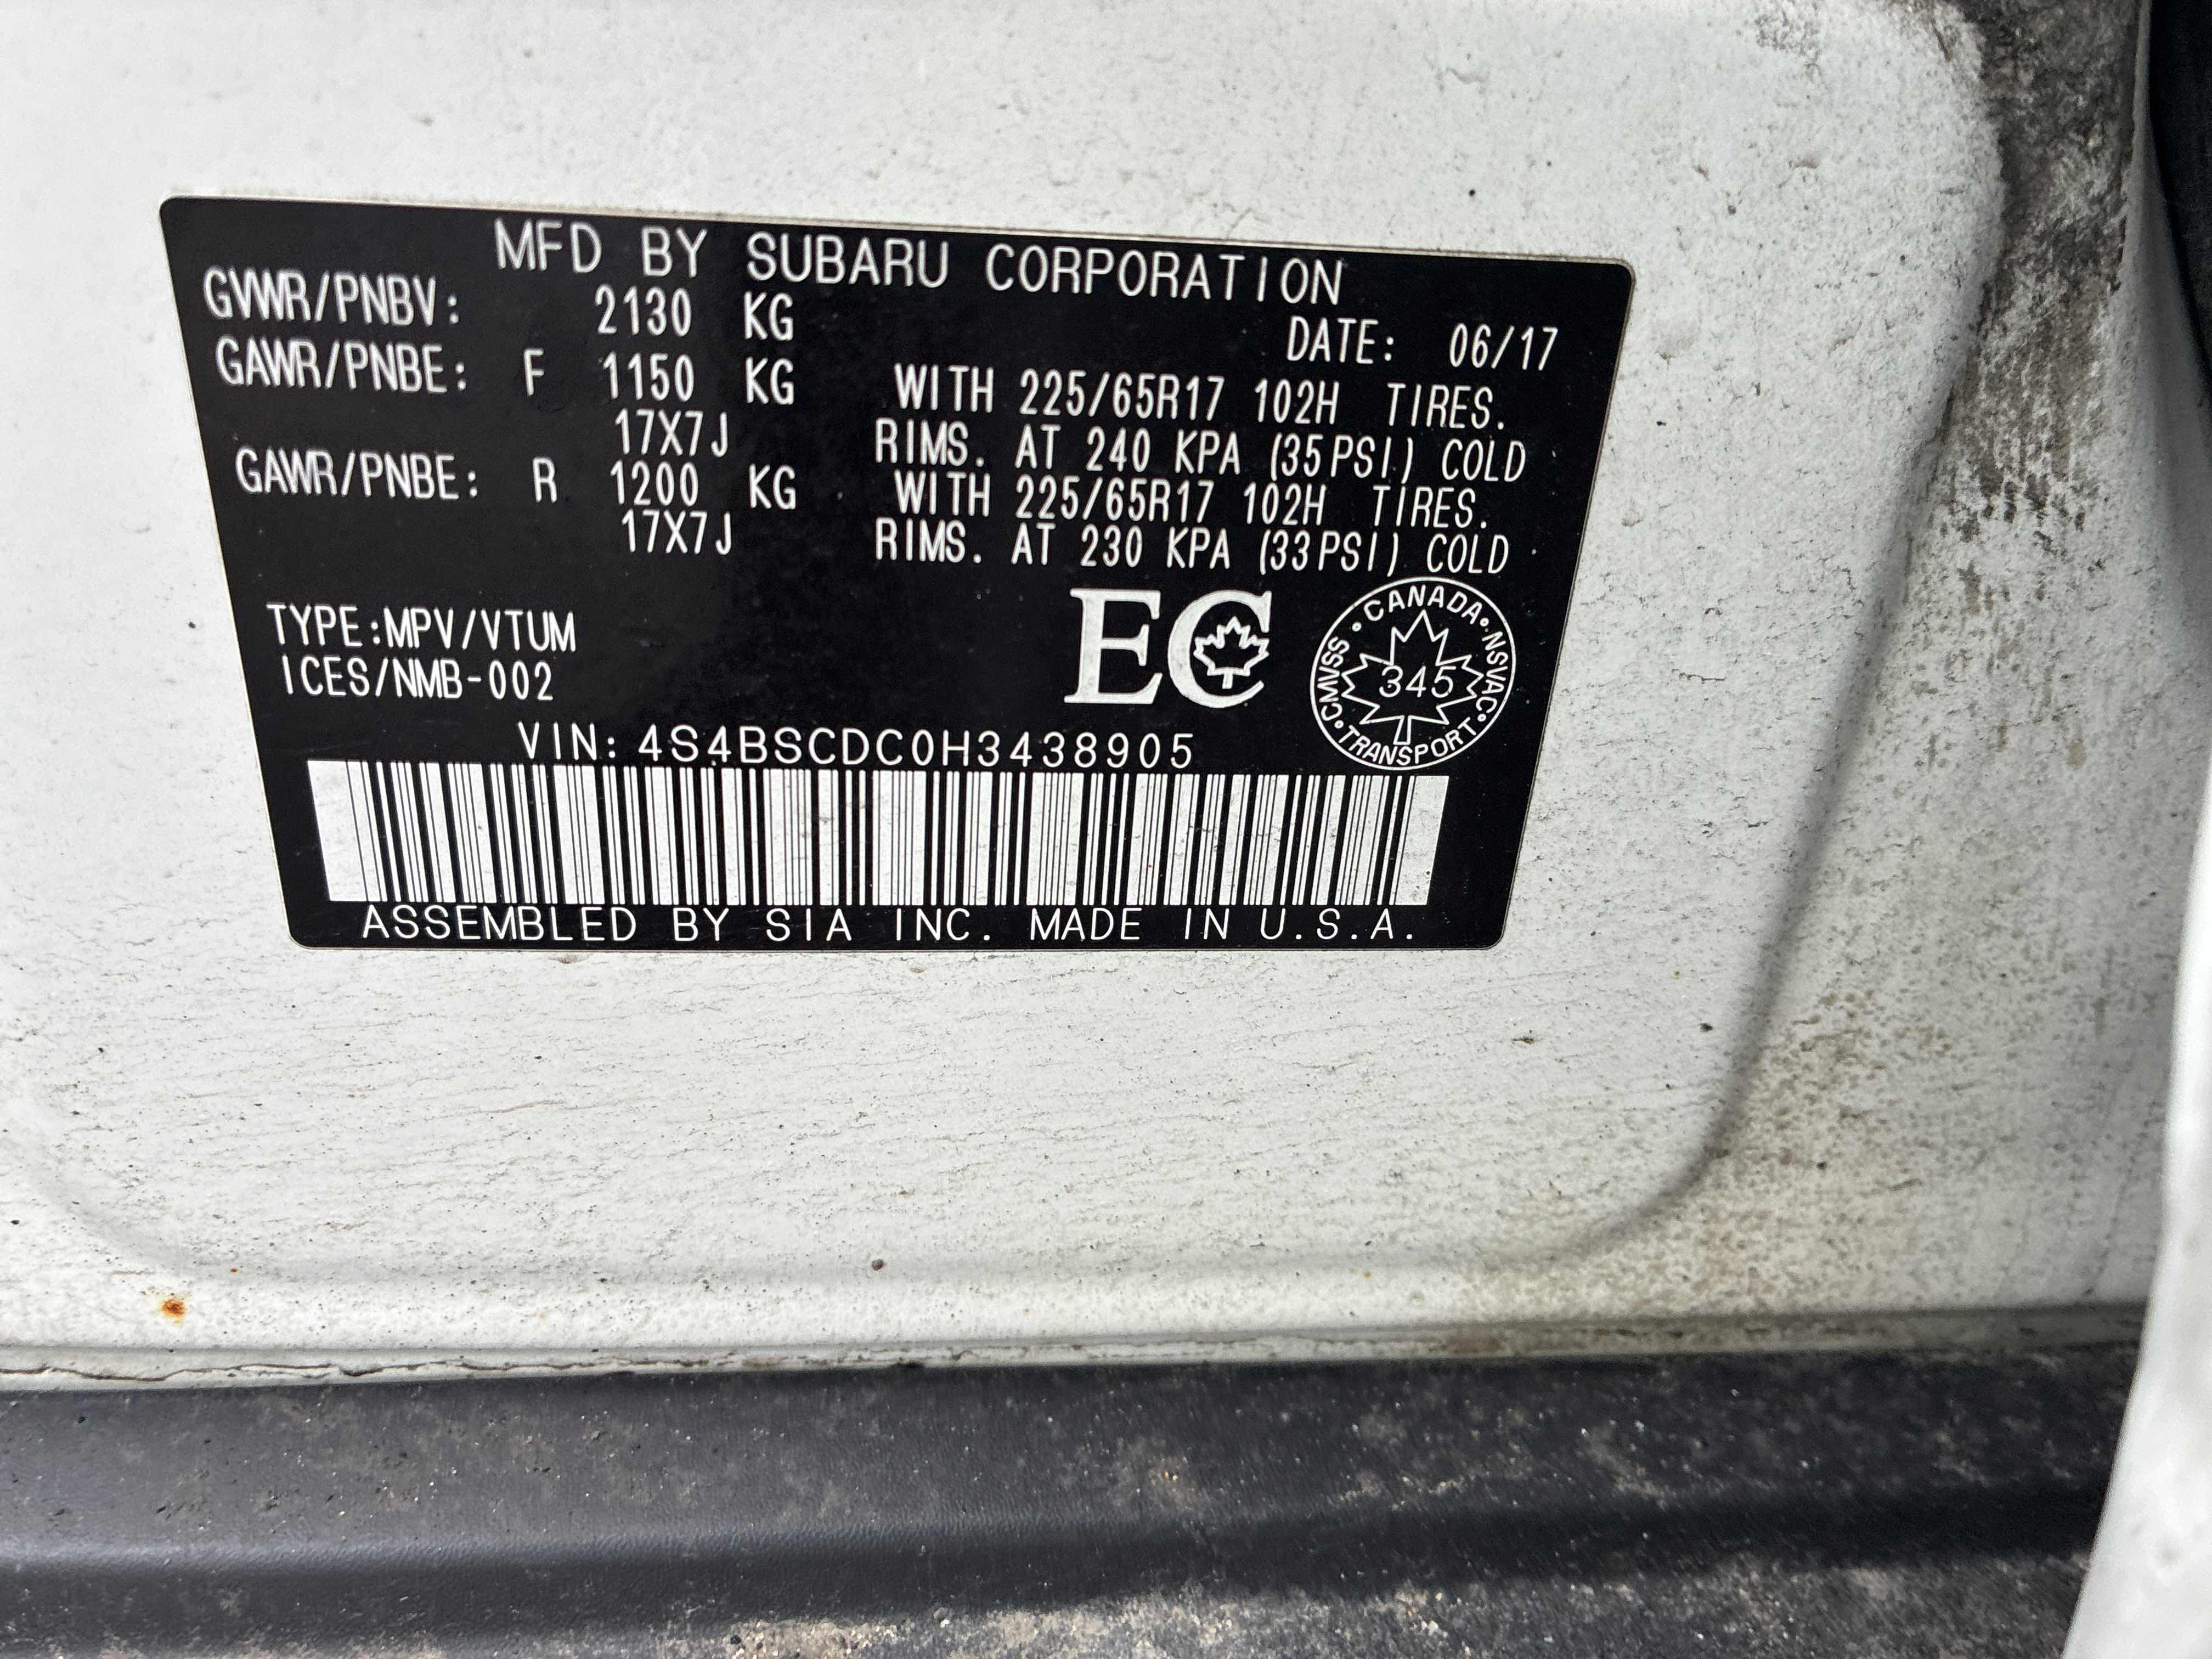 MFD BY SUBARU CORPORATION
GVWR/PNBV: 2130 KG DATE: 06/17
GAWR/PNBE: F 1150 KG WITH 225/65R17 102H TIRES.
17X7J RIMS. AT 240 KPA (35PSI) COLD
GAWR/PNBE: R 1200 KG WITH 225/65R17 102H TIRES.
17X7J RIMS. AT 230 KPA (33PSI) COLD
TYPE:MPV/VTUM
ICES/NMB-002
EC
CANADA • NSVAC • TRANSPORT • CMVSS •
345
VIN: 4S4BSCDC0H3438905
ASSEMBLED BY SIA INC. MADE IN U.S.A.